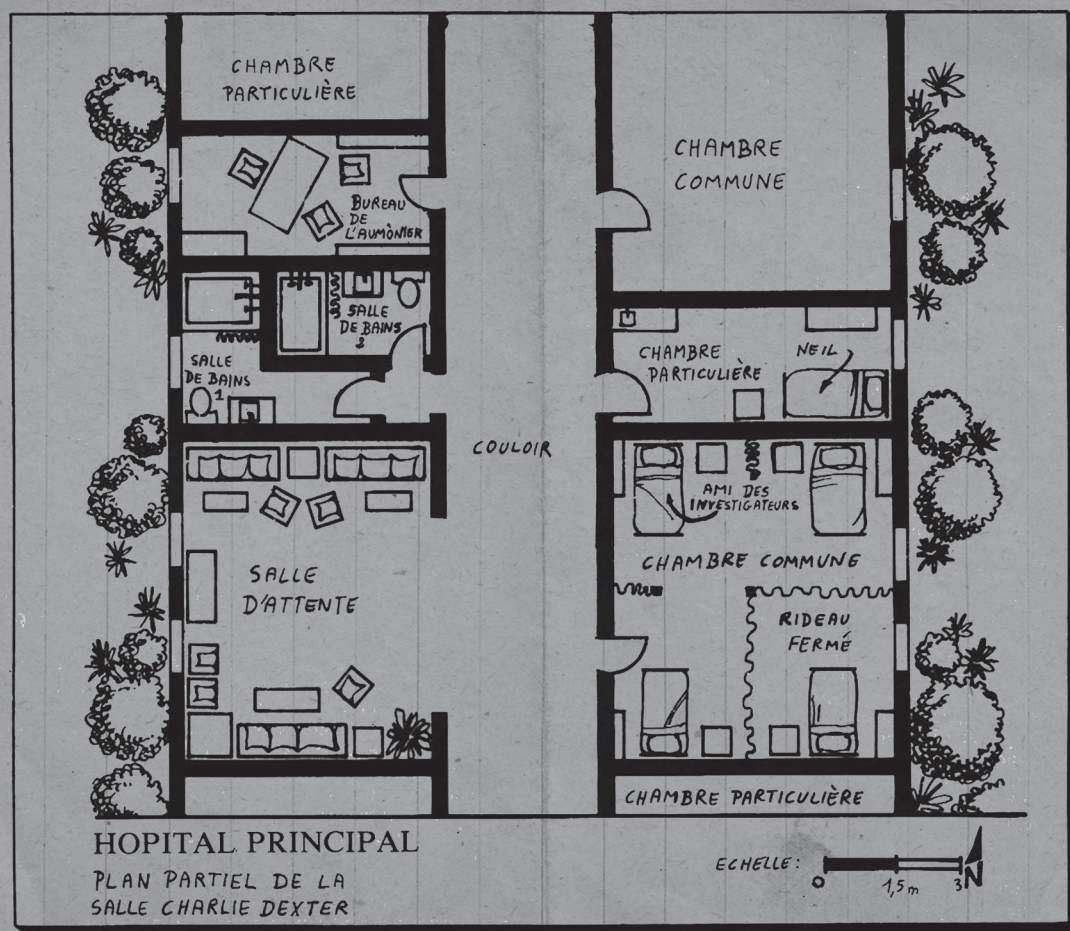 CHAMBRE
PARTICULIÈRE
BUREAU
DE
L'AUMÔNIER
CHAMBRE
COMMUNE
SALLE
DE BAINS
2
SALLE
DE BAINS
1
CHAMBRE
PARTICULIÈRE
NEIL
COULOIR
AMI DES
INVESTIGATEURS
CHAMBRE COMMUNE
SALLE
D'ATTENTE
RIDEAU
FERMÉ
CHAMBRE PARTICULIÈRE
HOPITAL PRINCIPAL
PLAN PARTIEL DE LA
SALLE CHARLIE DEXTER
ECHELLE:
0 1,5m 3
N